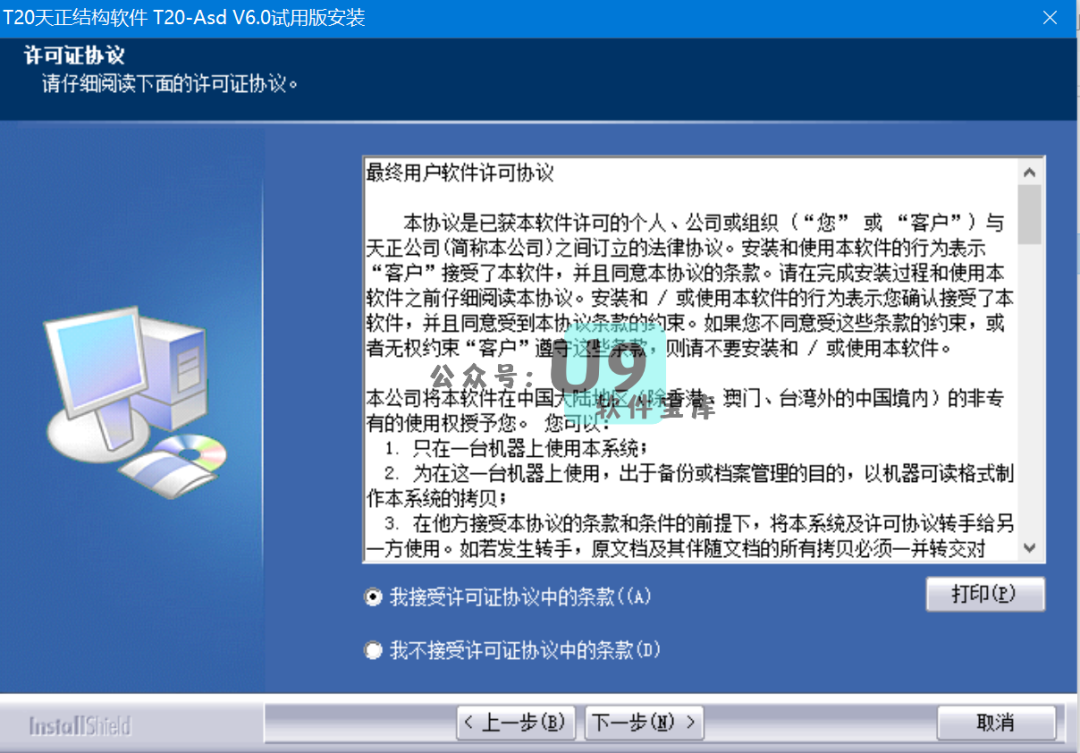 T20天正结构软件 T20-Asd V6.0试用版安装
许可证协议
请仔细阅读下面的许可证协议。
最终用户软件许可协议
本协议是已获本软件许可的个人、公司或组织（“您” 或 “客户”）与
天正公司(简称本公司)之间订立的法律协议。安装和使用本软件的行为表示
“客户”接受了本软件，并且同意本协议的条款。请在完成安装过程和使用本
软件之前仔细阅读本协议。安装和 / 或使用本软件的行为表示您确认接受了本
软件，并且同意受到本协议条款的约束。如果您不同意受这些条款的约束，或
者无权约束“客户”遵守这些条款，则请不要安装和 / 或使用本软件。
公众号：U9
软件宝库
本公司将本软件在中国大陆地区（除香港、澳门、台湾外的中国境内）的非专
有的使用权授予您。 您可以：
1. 只在一台机器上使用本系统；
2. 为在这一台机器上使用，出于备份或档案管理的目的，以机器可读格式制
作本系统的拷贝；
3. 在他方接受本协议的条款和条件的前提下，将本系统及许可协议转手给另
一方使用。如若发生转手，原文档及其伴随文档的所有拷贝必须一并转交对
我接受许可证协议中的条款((A)
打印(P)
我不接受许可证协议中的条款(D)
InstallShield
< 上一步(B)
下一步(N) >
取消